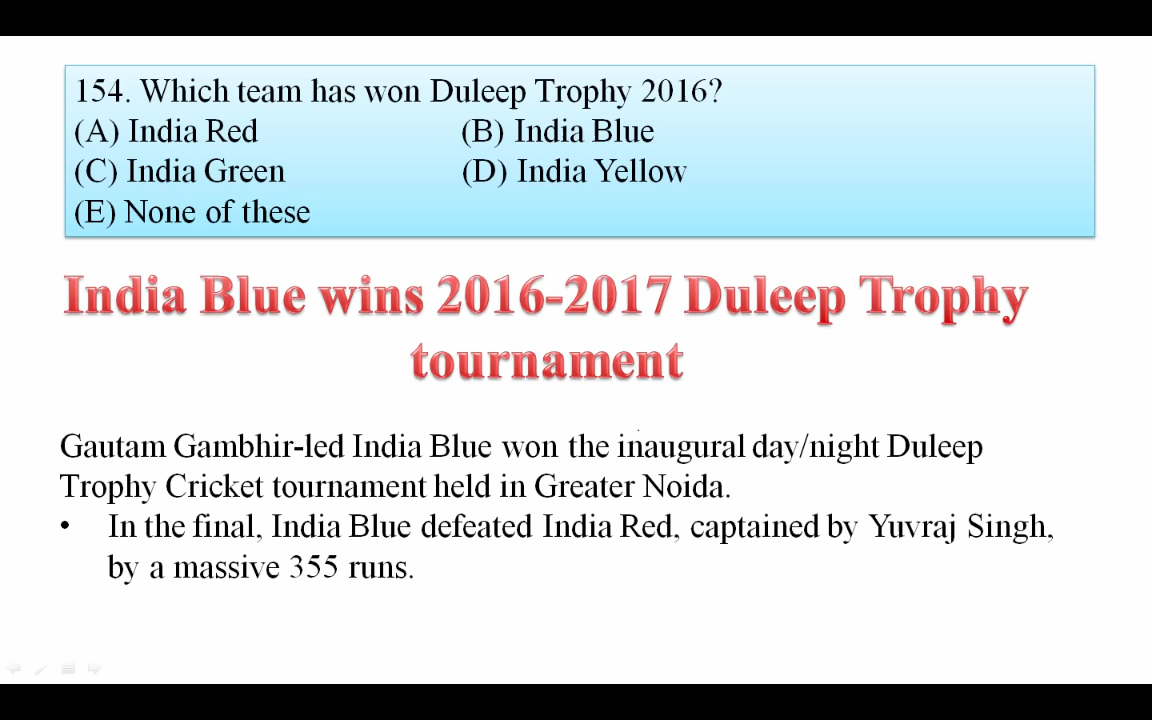 154. Which team has won Duleep Trophy 2016?
(A) India Red (B) India Blue
(C) India Green (D) India Yellow
(E) None of these
India Blue wins 2016-2017 Duleep Trophy
tournament
Gautam Gambhir-led India Blue won the inaugural day/night Duleep
Trophy Cricket tournament held in Greater Noida.
• In the final, India Blue defeated India Red, captained by Yuvraj Singh,
by a massive 355 runs.